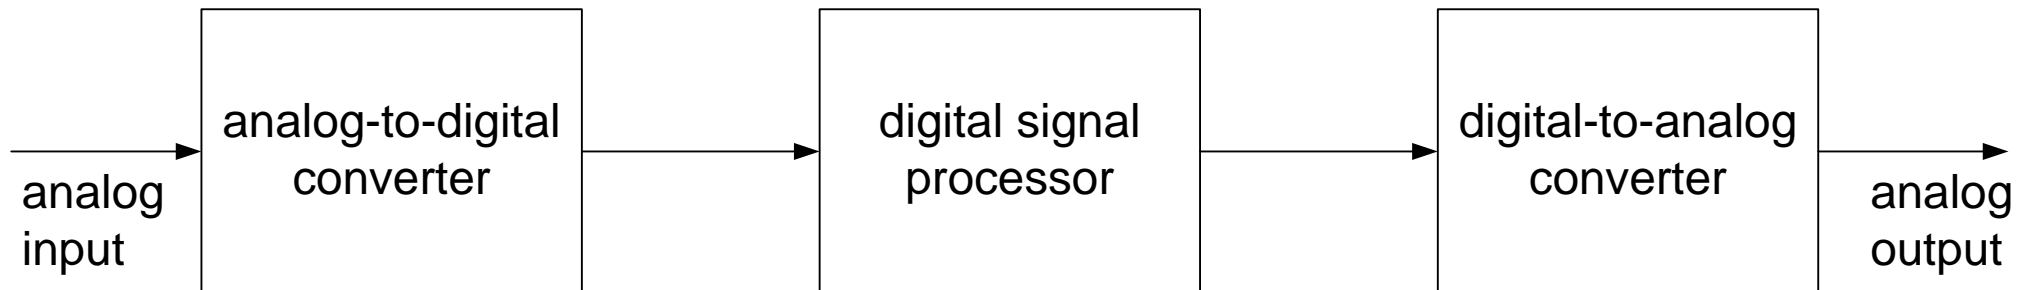 analog
input
analog-to-digital
converter
digital signal
processor
digital-to-analog
converter
analog
output